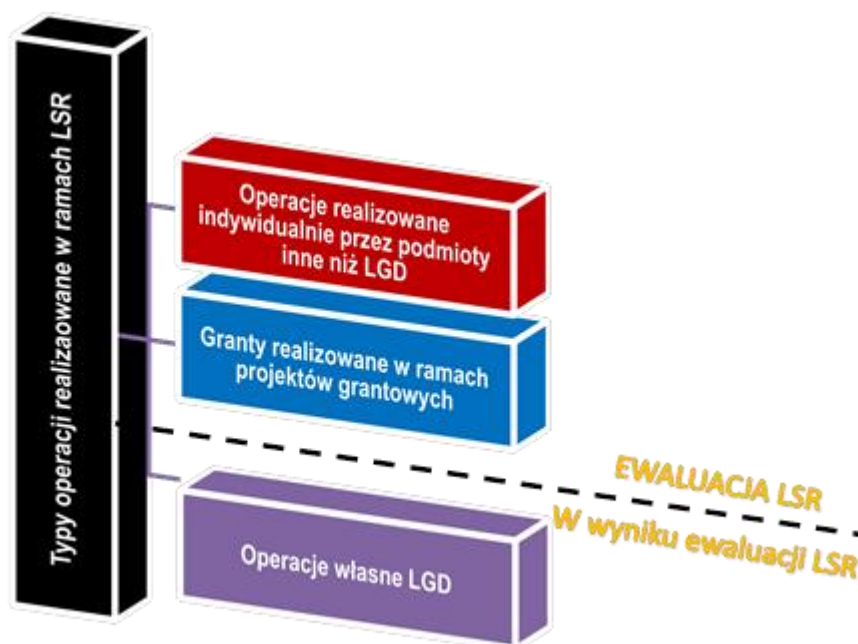 Typy operacji realizaowane w ramach LSR
Operacje realizowane
indywidualnie przez podmioty
inne niż LGD
Granty realizowane w ramach
projektów grantowych
EWALUACJA LSR
W wyniku ewaluacji LSR
Operacje własne LGD